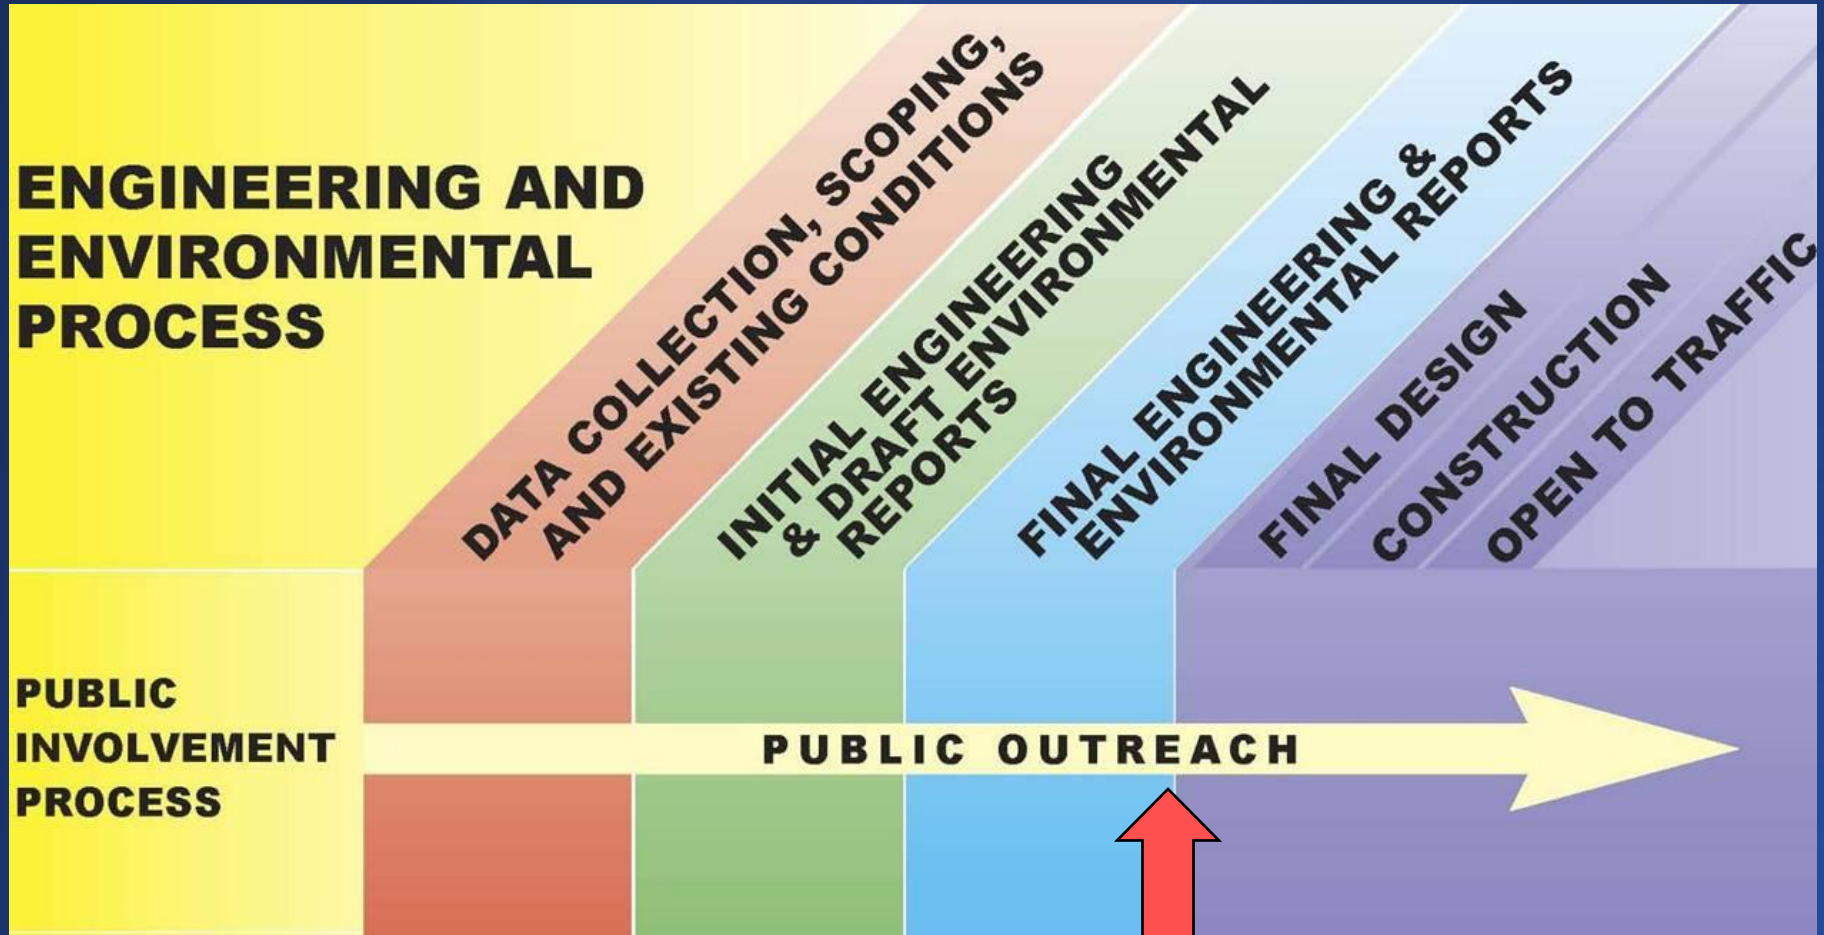 ENGINEERING AND
ENVIRONMENTAL
PROCESS
DATA COLLECTION, SCOPING,
AND EXISTING CONDITIONS
INITIAL ENGINEERING
& DRAFT ENVIRONMENTAL
REPORTS
FINAL ENGINEERING &
ENVIRONMENTAL REPORTS
FINAL DESIGN
CONSTRUCTION
OPEN TO TRAFFIC
PUBLIC
INVOLVEMENT
PROCESS
PUBLIC OUTREACH